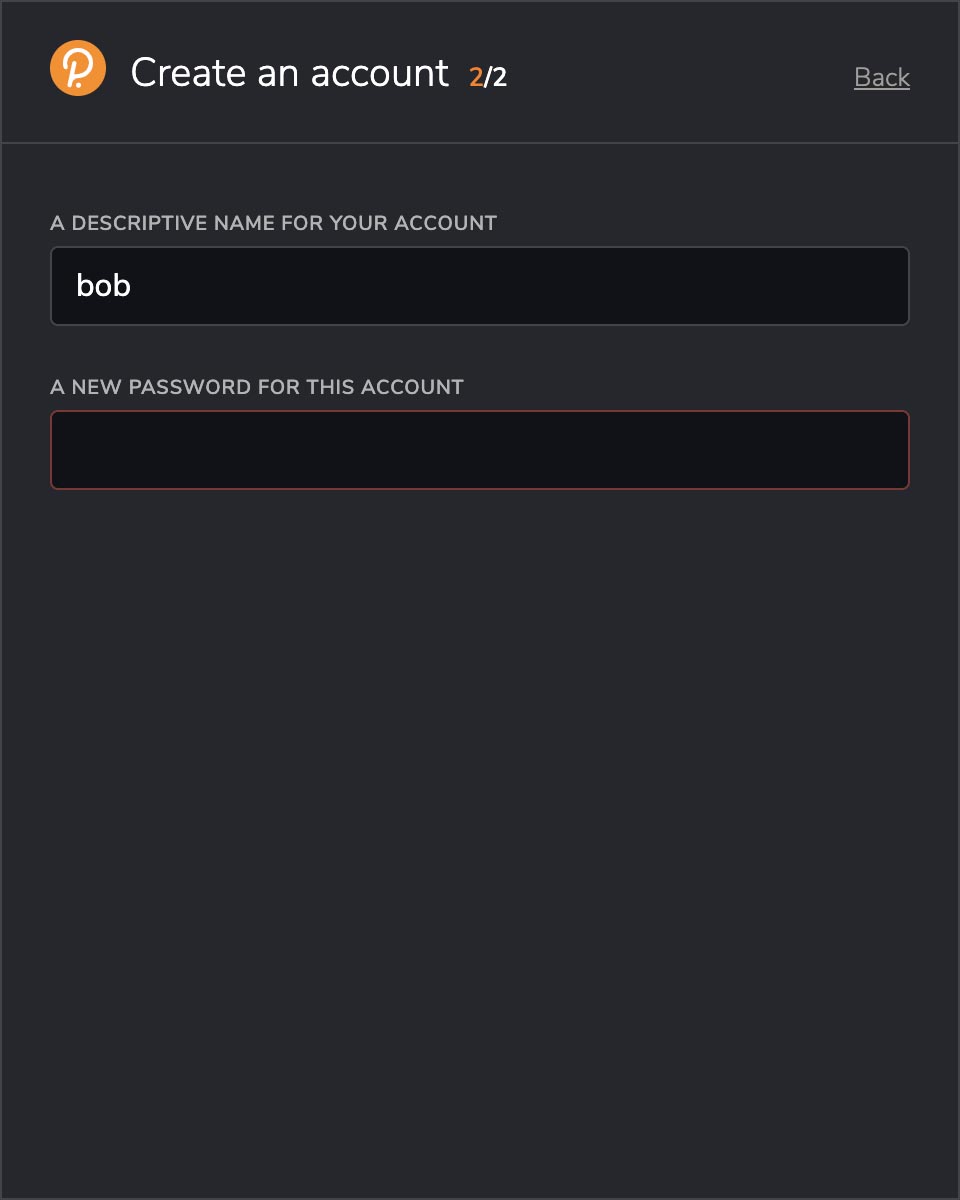 Create an account 2/2
Back
A DESCRIPTIVE NAME FOR YOUR ACCOUNT
bob
A NEW PASSWORD FOR THIS ACCOUNT